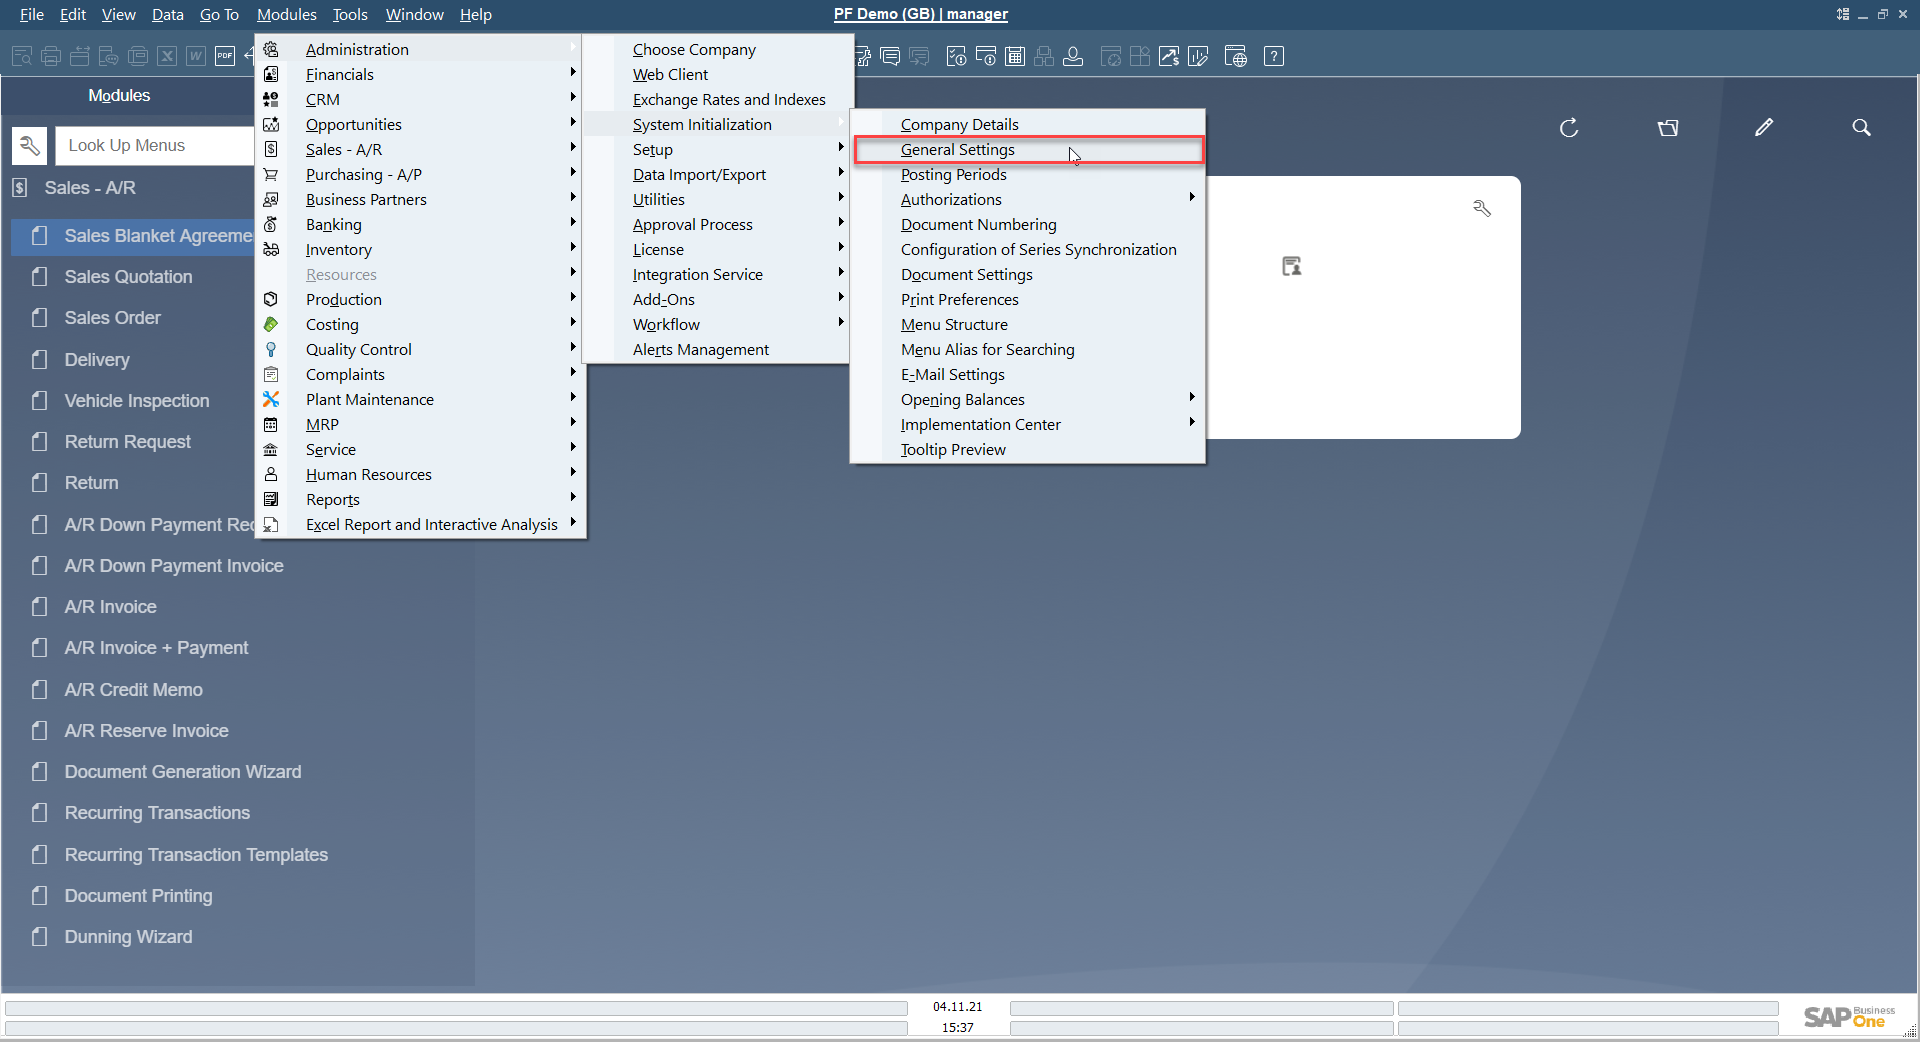 File Edit View Data Go To Modules Tools Window Help
PF Demo (GB) | manager
PDF
?
Modules
Look Up Menus
Sales - A/R
Sales Blanket Agreeme
Sales Quotation
Sales Order
Delivery
Vehicle Inspection
Return Request
Return
A/R Down Payment Rec
A/R Down Payment Invoice
A/R Invoice
A/R Invoice + Payment
A/R Credit Memo
A/R Reserve Invoice
Document Generation Wizard
Recurring Transactions
Recurring Transaction Templates
Document Printing
Dunning Wizard
Administration
Financials
CRM
Opportunities
Sales - A/R
Purchasing - A/P
Business Partners
Banking
Inventory
Resources
Production
Costing
Quality Control
Complaints
Plant Maintenance
MRP
Service
Human Resources
Reports
Excel Report and Interactive Analysis
Choose Company
Web Client
Exchange Rates and Indexes
System Initialization
Setup
Data Import/Export
Utilities
Approval Process
License
Integration Service
Add-Ons
Workflow
Alerts Management
Company Details
General Settings
Posting Periods
Authorizations
Document Numbering
Configuration of Series Synchronization
Document Settings
Print Preferences
Menu Structure
Menu Alias for Searching
E-Mail Settings
Opening Balances
Implementation Center
Tooltip Preview
04.11.21
15:37
SAP Business One